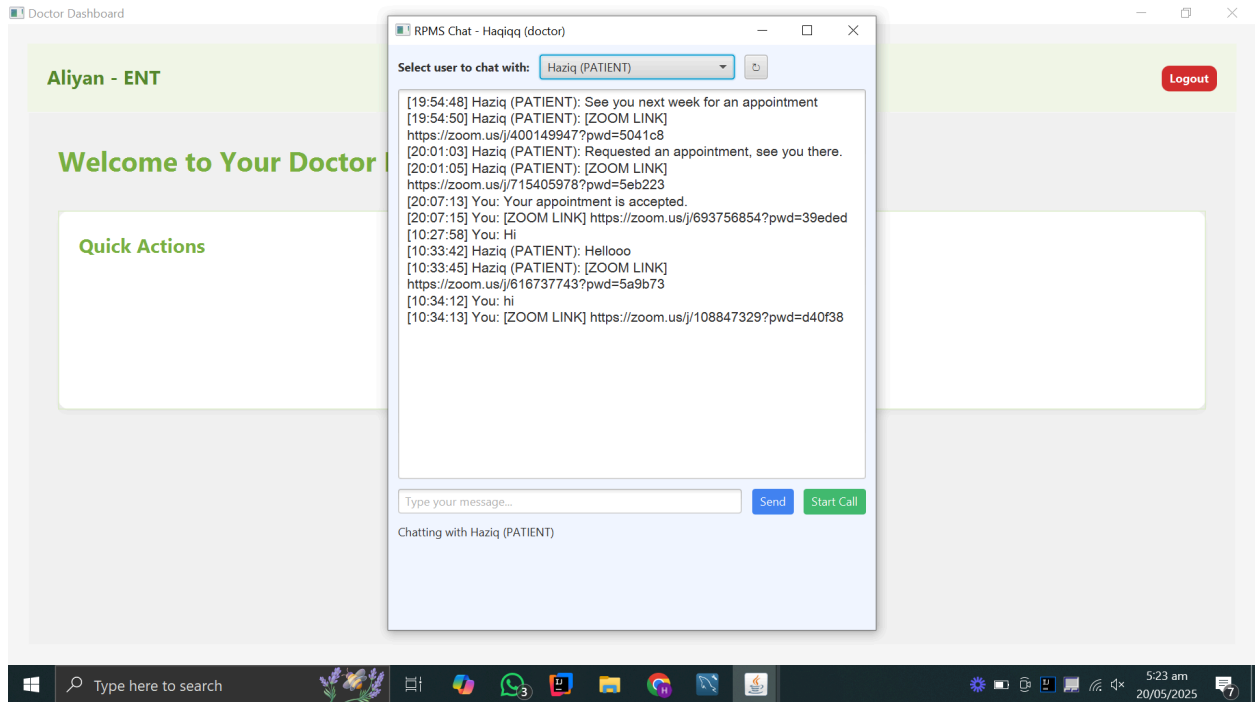 Doctor Dashboard
Aliyan - ENT
Logout
Welcome to Your Doctor
Quick Actions
RPMS Chat - Haqiqq (doctor)
Select user to chat with: Haziq (PATIENT)
[19:54:48] Haziq (PATIENT): See you next week for an appointment
[19:54:50] Haziq (PATIENT): [ZOOM LINK]
https://zoom.us/j/400149947?pwd=5041c8
[20:01:03] Haziq (PATIENT): Requested an appointment, see you there.
[20:01:05] Haziq (PATIENT): [ZOOM LINK]
https://zoom.us/j/715405978?pwd=5eb223
[20:07:13] You: Your appointment is accepted.
[20:07:15] You: [ZOOM LINK] https://zoom.us/j/693756854?pwd=39eded
[10:27:58] You: Hi
[10:33:42] Haziq (PATIENT): Hellooo
[10:33:45] Haziq (PATIENT): [ZOOM LINK]
https://zoom.us/j/616737743?pwd=5a9b73
[10:34:12] You: hi
[10:34:13] You: [ZOOM LINK] https://zoom.us/j/108847329?pwd=d40f38
Type your message...
Send
Start Call
Chatting with Haziq (PATIENT)
Type here to search
3
5:23 am
20/05/2025
7